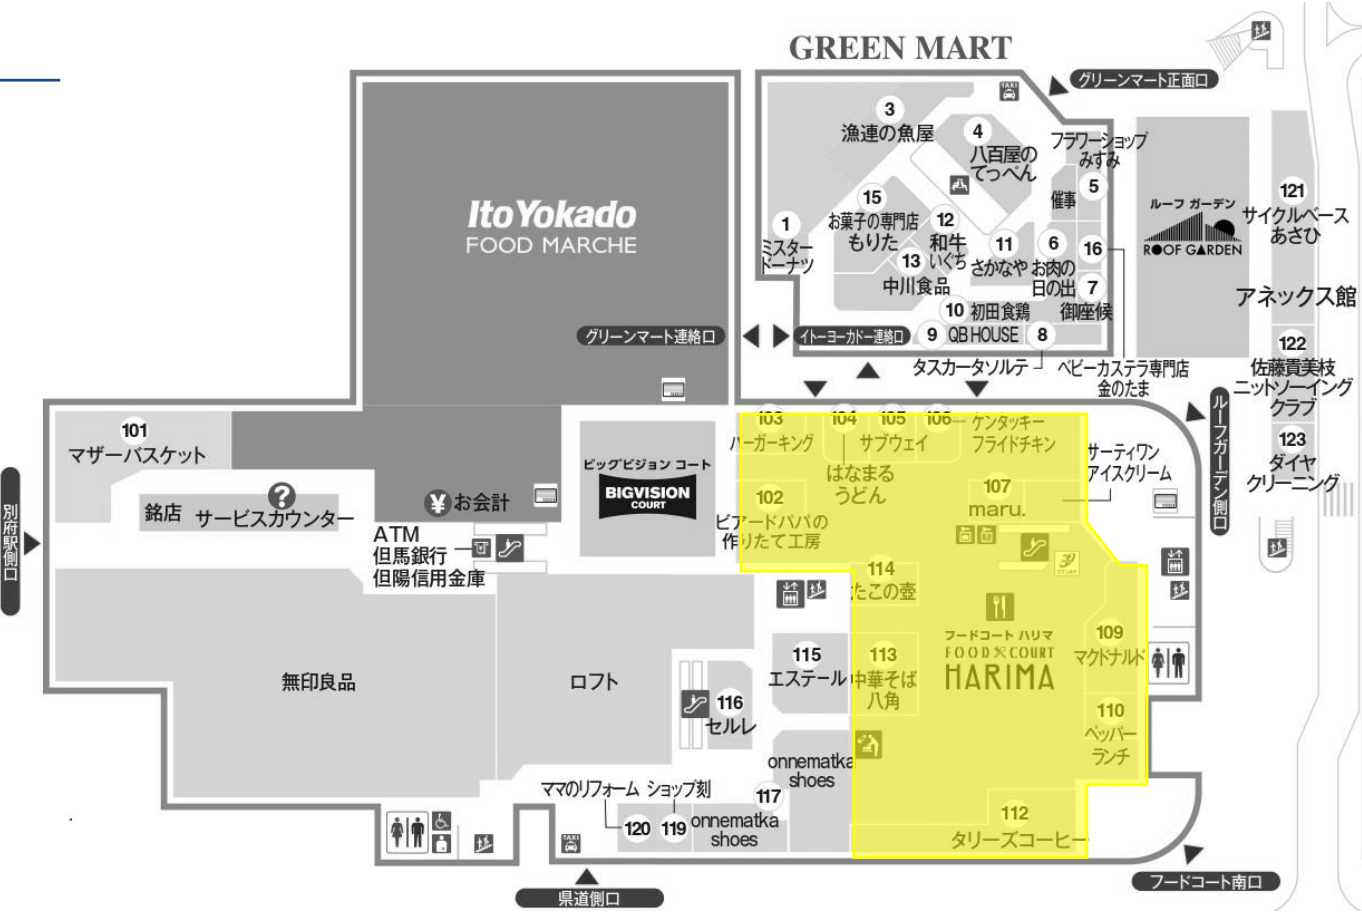 GREEN MART
グリーンマート正面口
TAXI
3
漁連の魚屋
4
八百屋の
てっぺん
フラワーショップ
みすみ
5
催事
15
お菓子の専門店
もりた
12
和牛
いぐち
1
ミスター
ドーナツ
13
中川食品
11
さかなや
6
お肉の
日の出
16
7
御座候
10
初田食鶏
9
QB HOUSE
8
タスカータソルテ
ベビーカステラ専門店
金のたま
イトーヨーカドー連絡口
グリーンマート連絡口
Ito Yokado
FOOD MARCHE
ルーフ ガーデン
ROOF GARDEN
121
サイクルベース
あさひ
アネックス館
122
佐藤貴美枝
ニットソーイング
クラブ
123
ダイヤ
クリーニング
ルーフガーデン側口
101
マザーバスケット
別府駅側口
銘店
?
サービスカウンター
¥
お会計
ATM
但馬銀行
但陽信用金庫
ビッグビジョン コート
BIGVISION
COURT
103
バーガーキング
104
はなまる
うどん
105
サブウェイ
106
ケンタッキー
フライドチキン
サーティワン
アイスクリーム
102
ビアードパパの
作りたて工房
107
maru.
114
たこの壺
フードコート ハリマ
FOOD COURT
HARIMA
109
マクドナルド
115
エステール
113
中華そば
八角
110
ペッパー
ランチ
無印良品
ロフト
116
セルレ
onnematka
shoes
117
ママのリフォーム
ショップ刻
120
119
onnematka
shoes
112
タリーズコーヒー
TAXI
県道側口
フードコート南口